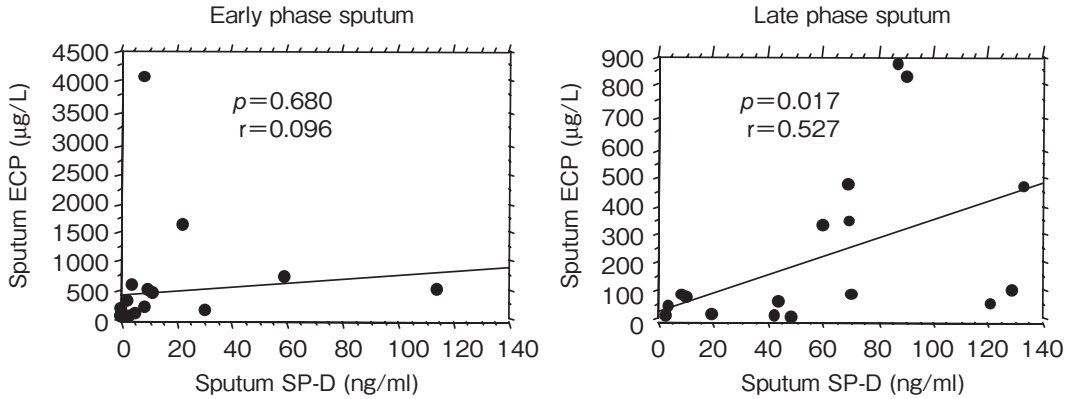 Early phase sputum
Sputum ECP (µg/L)
4500
4000
3500
3000
2500
2000
1500
1000
500
0
p=0.680
r=0.096
0 20 40 60 80 100 120 140
Sputum SP-D (ng/ml)
Late phase sputum
Sputum ECP (µg/L)
900
800
700
600
500
400
300
200
100
0
p=0.017
r=0.527
0 20 40 60 80 100 120 140
Sputum SP-D (ng/ml)